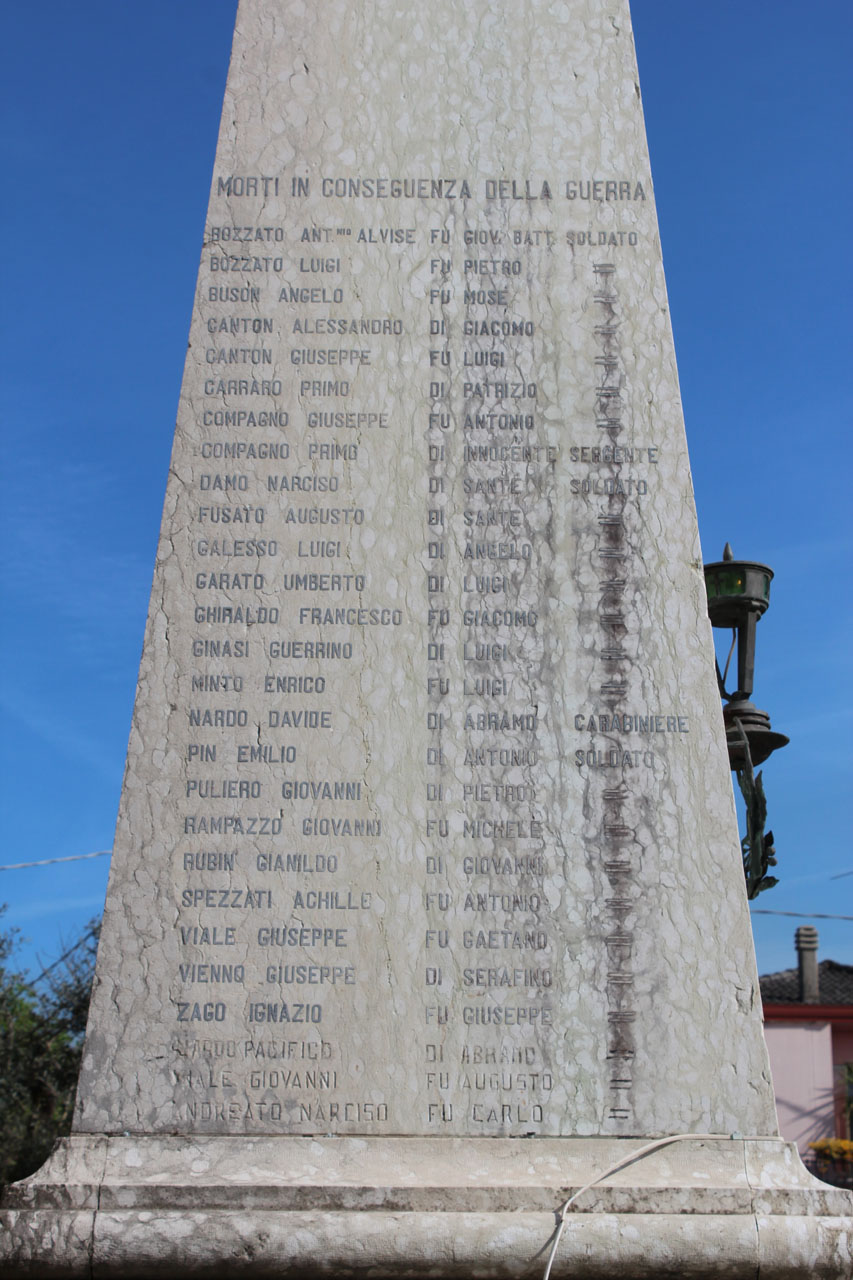 MORTI IN CONSEGUENZA DELLA GUERRA
BOZZATO ANT.NIO ALVISE FU GIOV. BATT. SOLDATO
BOZZATO LUIGI FU PIETRO =
BUSON ANGELO FU MOSE =
CANTON ALESSANDRO DI GIACOMO =
CANTON GIUSEPPE FU LUIGI =
CARRARO PRIMO DI PATRIZIO =
COMPAGNO GIUSEPPE FU ANTONIO =
COMPAGNO PRIMO DI INNOCENTE SERGENTE
DAMO NARCISO DI SANTE SOLDATO
FUSATO AUGUSTO DI SANTE =
GALESSO LUIGI DI ANGELO =
GARATO UMBERTO DI LUIGI =
GHIRALDO FRANCESCO FU GIACOMO =
GINASI GUERRINO DI LUIGI =
MINTO ENRICO FU LUIGI =
NARDO DAVIDE DI ABRAMO CARABINIERE
PIN EMILIO DI ANTONIO SOLDATO
PULIERO GIOVANNI DI PIETRO =
RAMPAZZO GIOVANNI FU MICHELE =
RUBIN GIANILDO DI GIOVANNI =
SPEZZATI ACHILLE FU ANTONIO =
VIALE GIUSEPPE FU GAETANO =
VIENNO GIUSEPPE DI SERAFINO =
ZAGO IGNAZIO FU GIUSEPPE =
NARDO PACIFICO DI ABRAMO =
VIALE GIOVANNI FU AUGUSTO =
ANDREATO NARCISO FU CARLO =